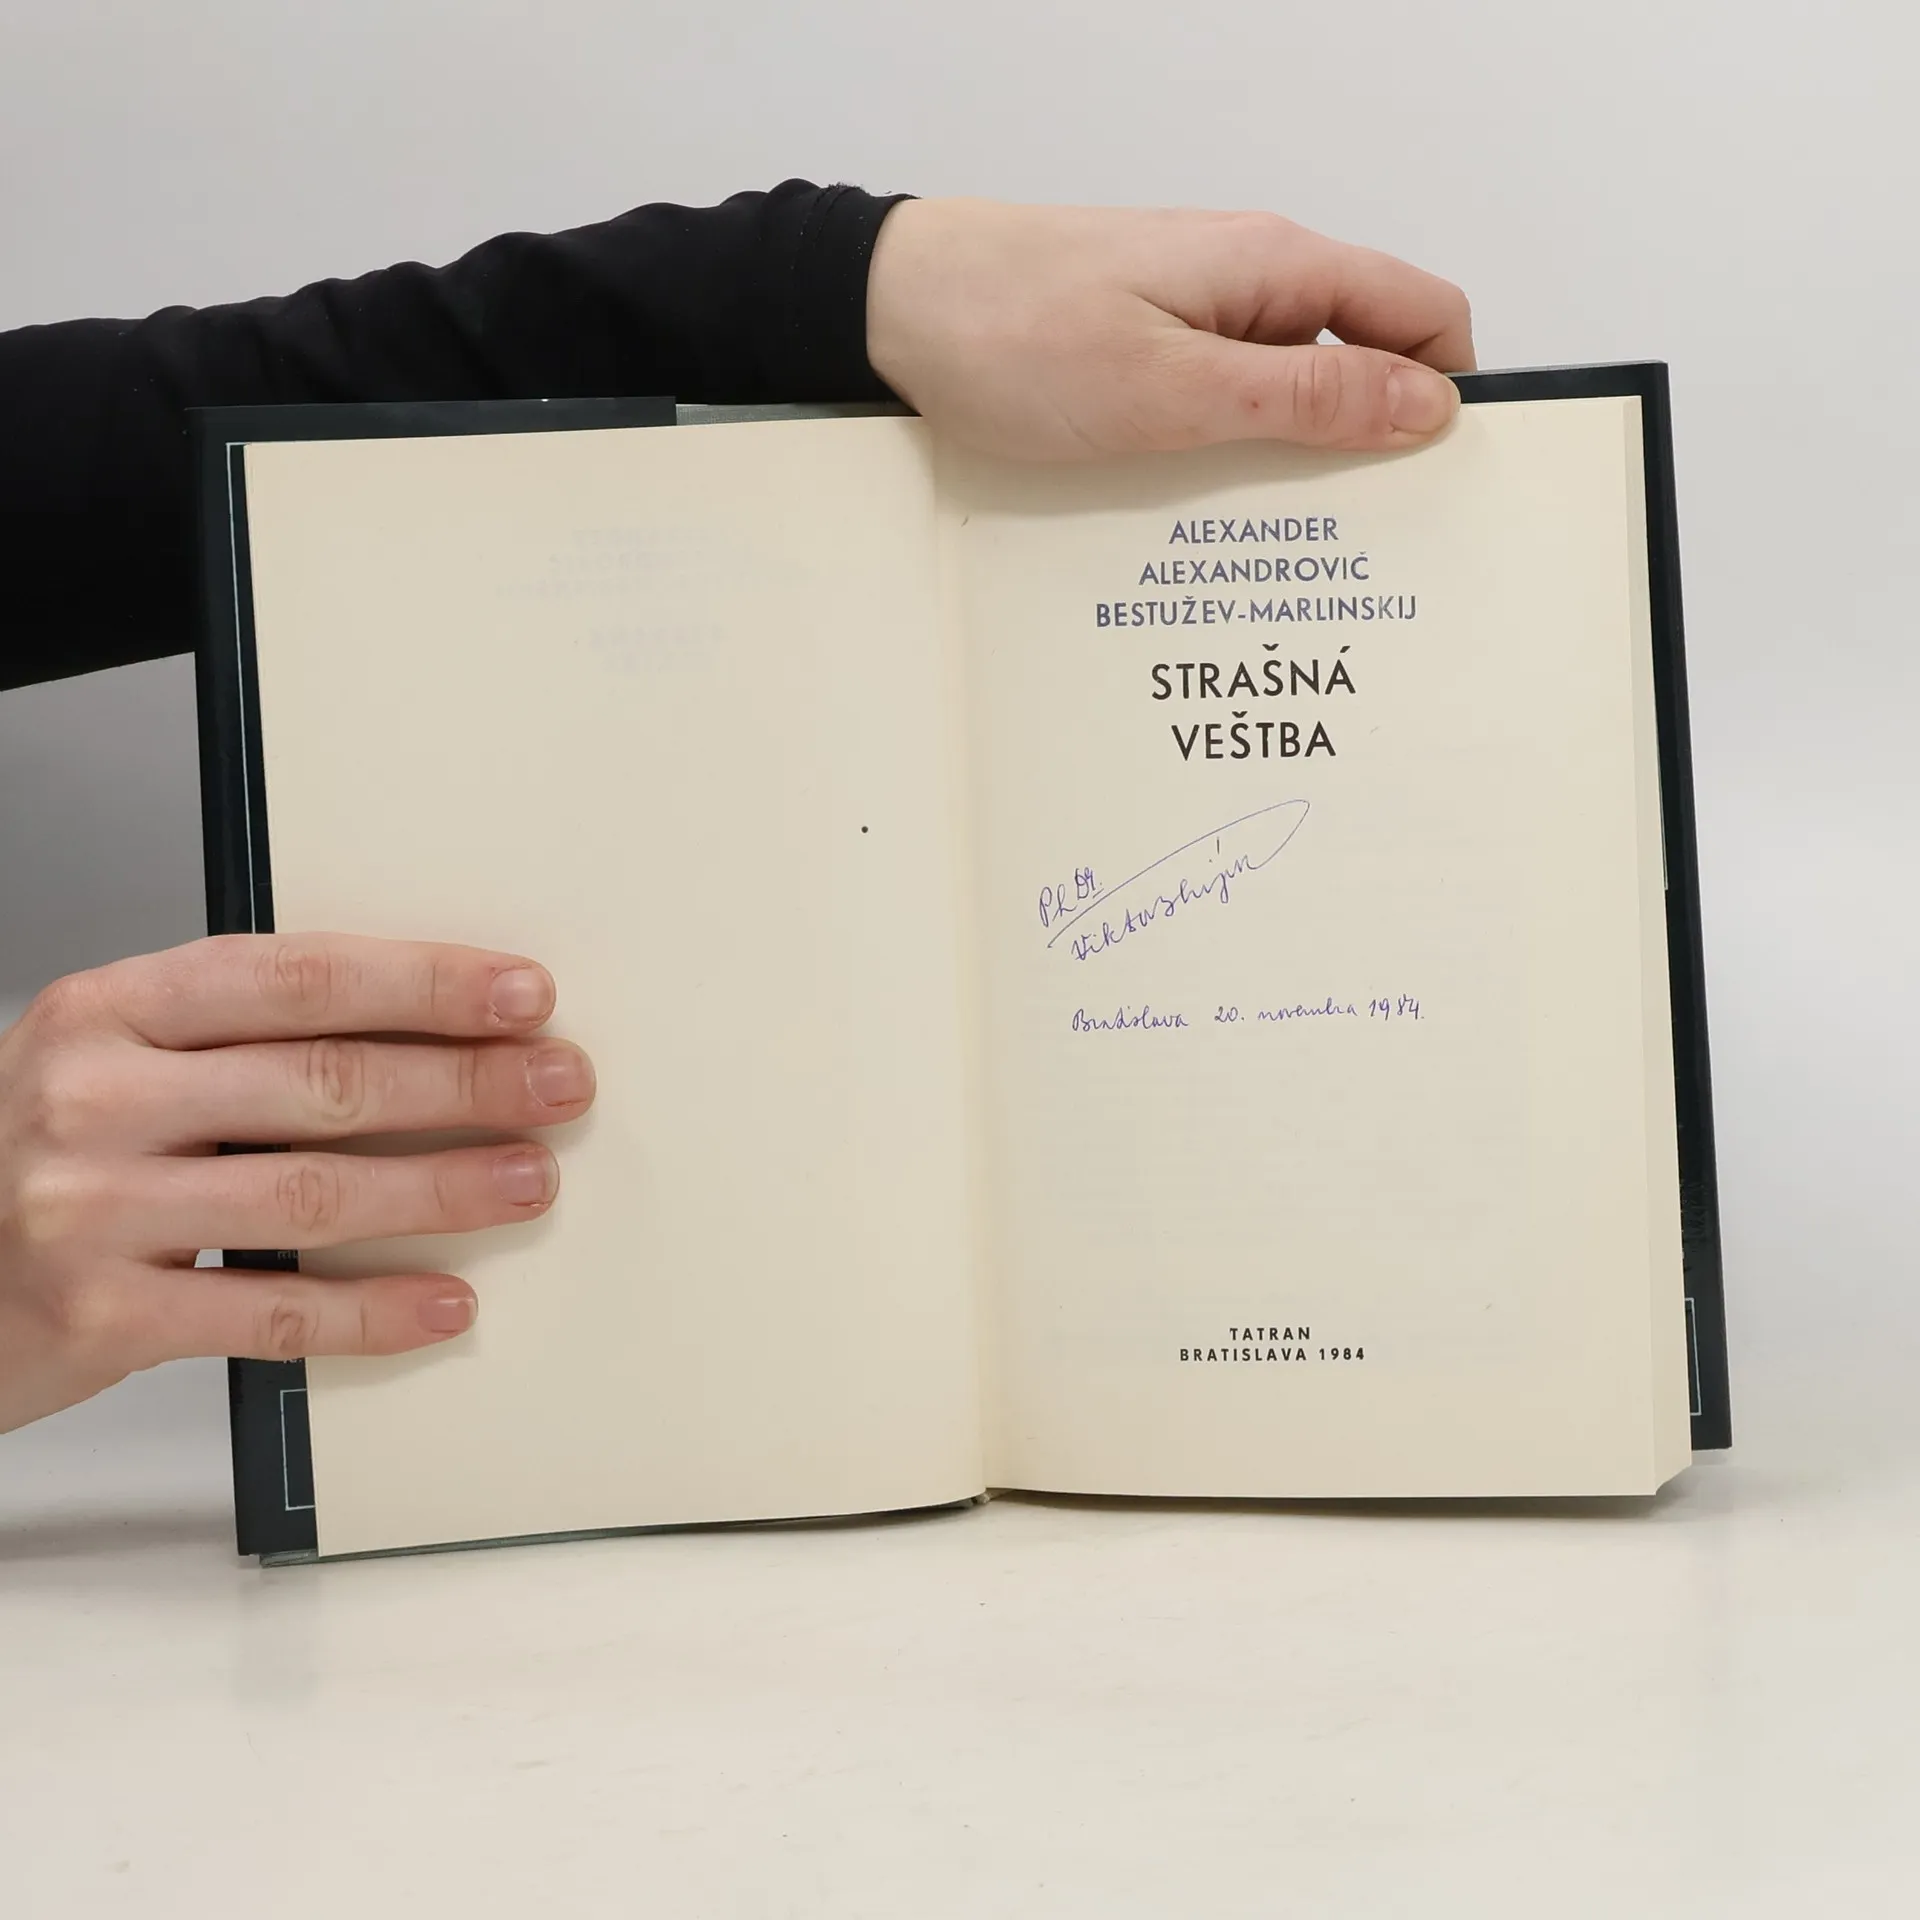 ALEXANDER
ALEXANDROVIČ
BESTUŽEV-MARLINSKIJ
STRAŠNÁ
VEŠTBA
PhDr.
Bratislava 20. novembra 1984.
TATRAN
BRATISLAVA 1984